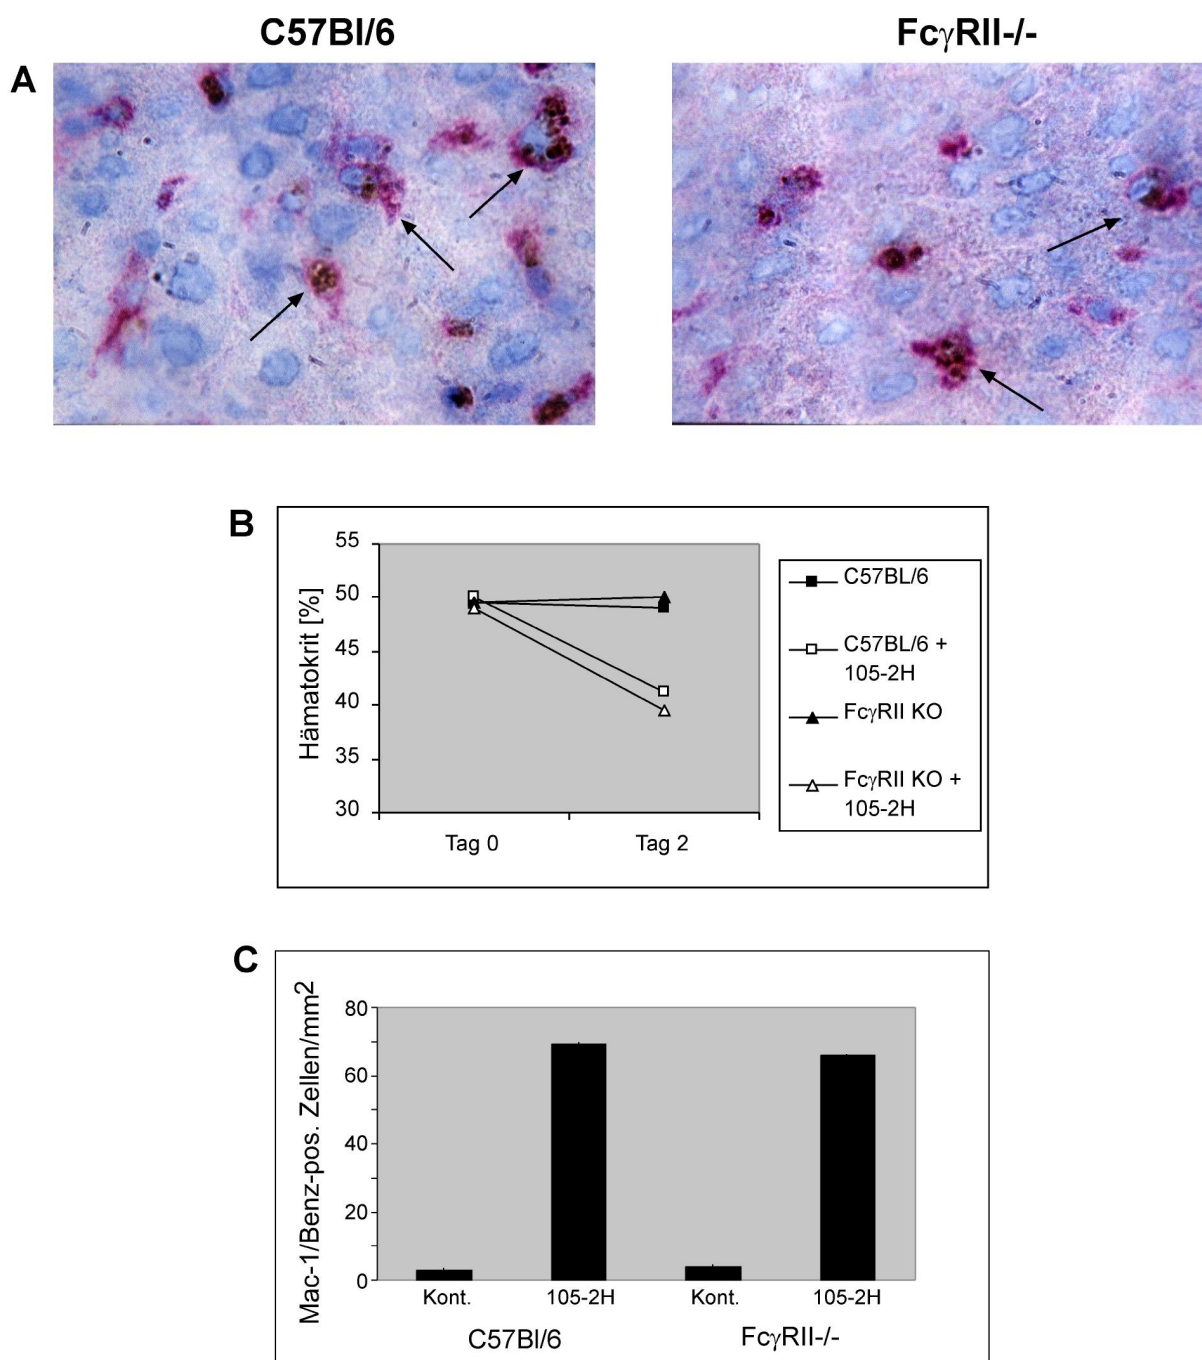 C57Bl/6
FcγRII-/-
A
B
55
50
45
40
35
30
Hämatokrit [%]
Tag 0
Tag 2
C57BL/6
C57BL/6 +
105-2H
FcγRII KO
FcγRII KO +
105-2H
C
Mac-1/Benz-pos. Zellen/mm²
80
60
40
20
0
Kont.
105-2H
Kont.
105-2H
C57Bl/6
FcγRII-/-